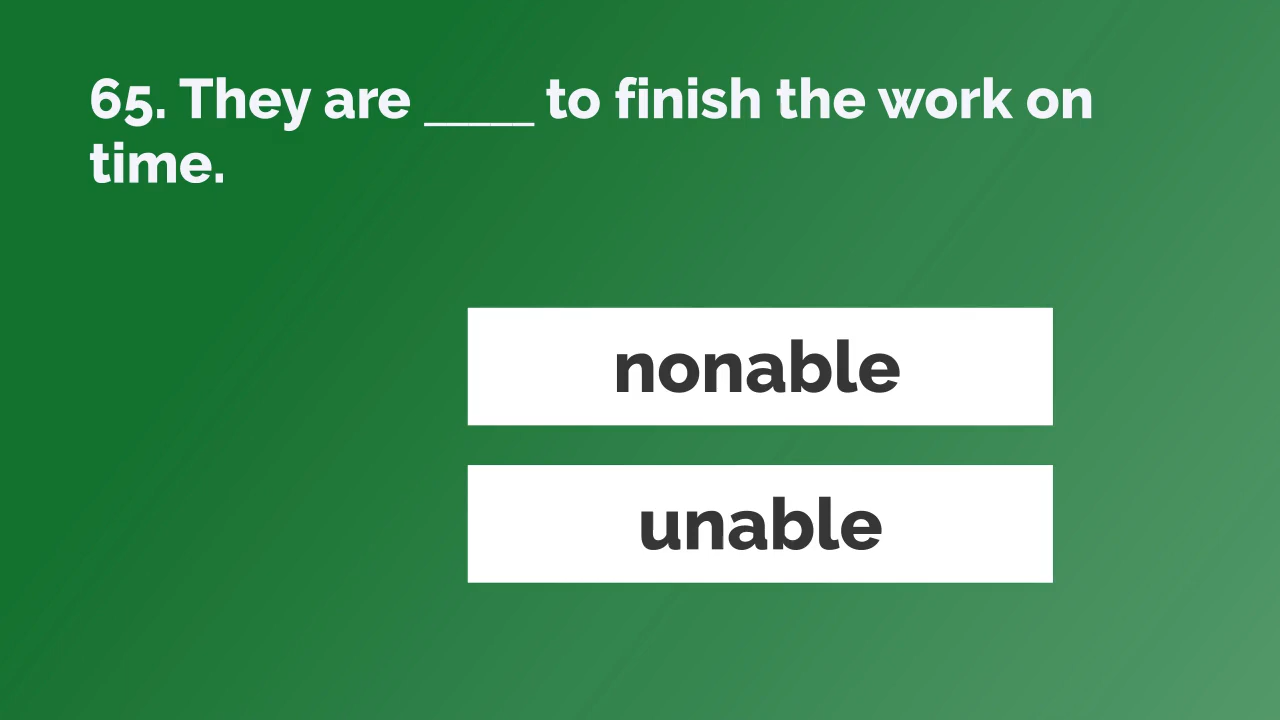 65. They are _____ to finish the work on
time.
nonable
unable